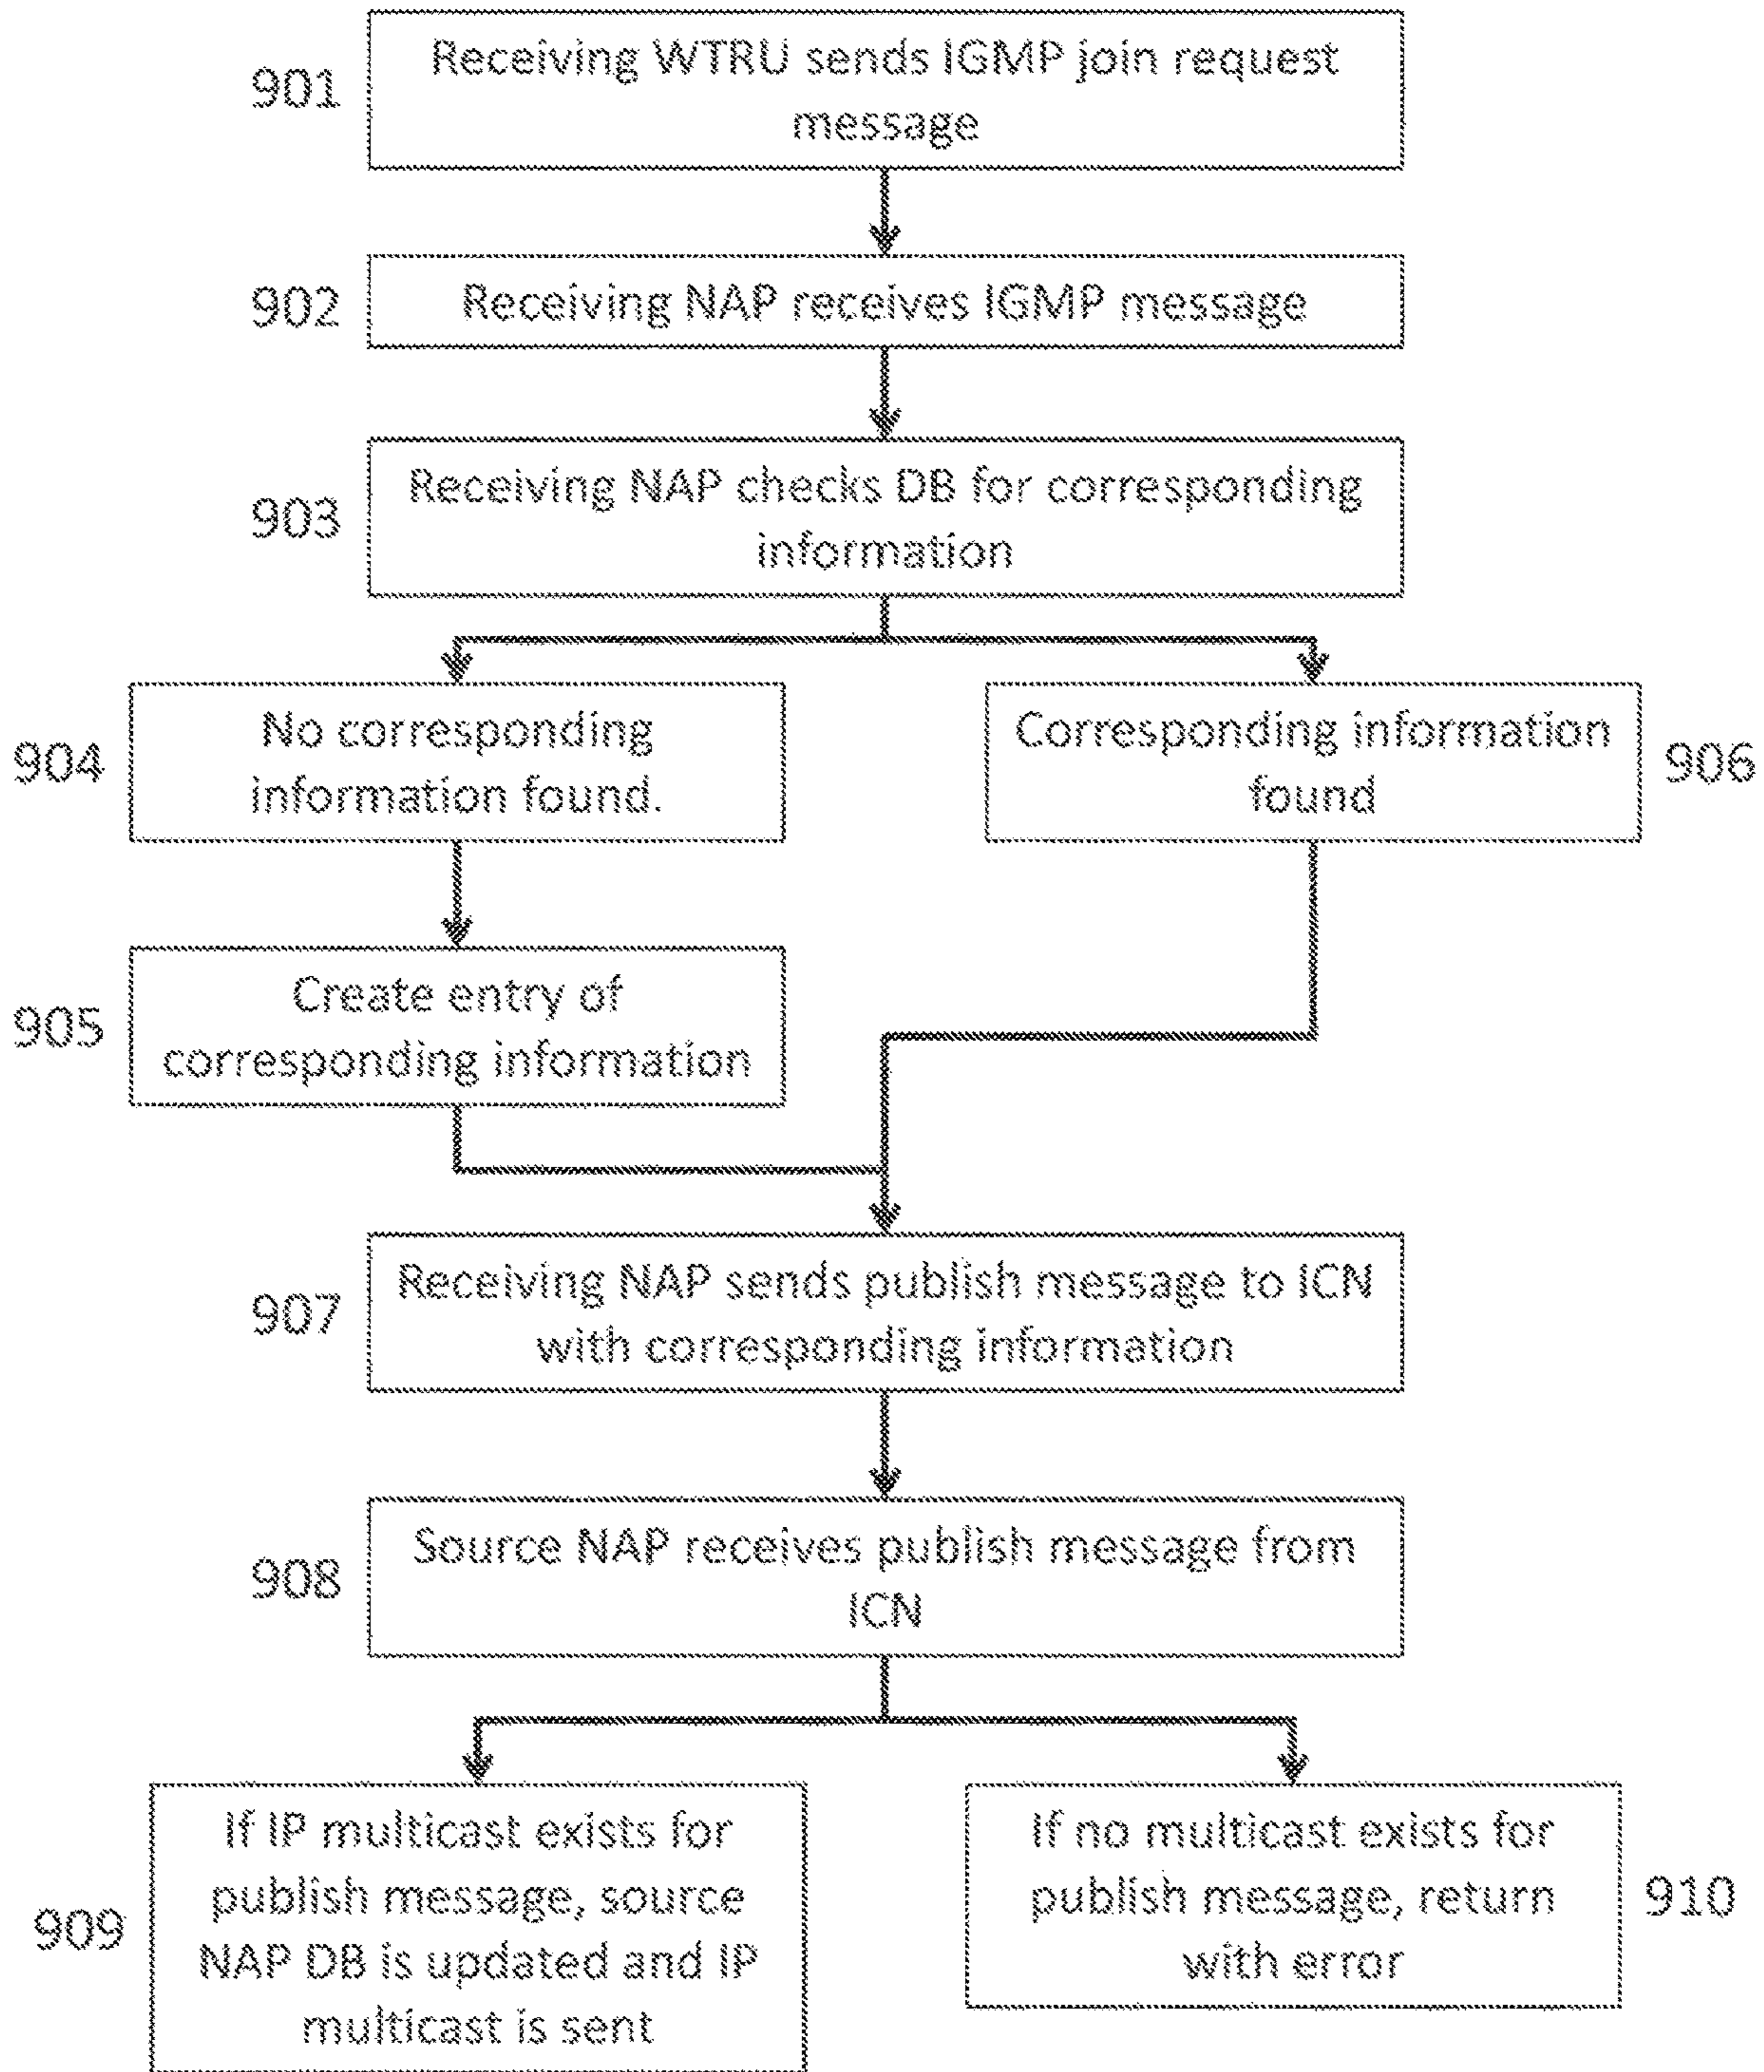 901
Receiving WTRU sends IGMP join request
message
902
Receiving NAP receives IGMP message
903
Receiving NAP checks DB for corresponding
information
904
No corresponding
information found.
Corresponding information
found
906
905
Create entry of
corresponding information
907
Receiving NAP sends publish message to ICN
with corresponding information
908
Source NAP receives publish message from
ICN
909
If IP multicast exists for
publish message, source
NAP DB is updated and IP
multicast is sent
If no multicast exists for
publish message, return
with error
910